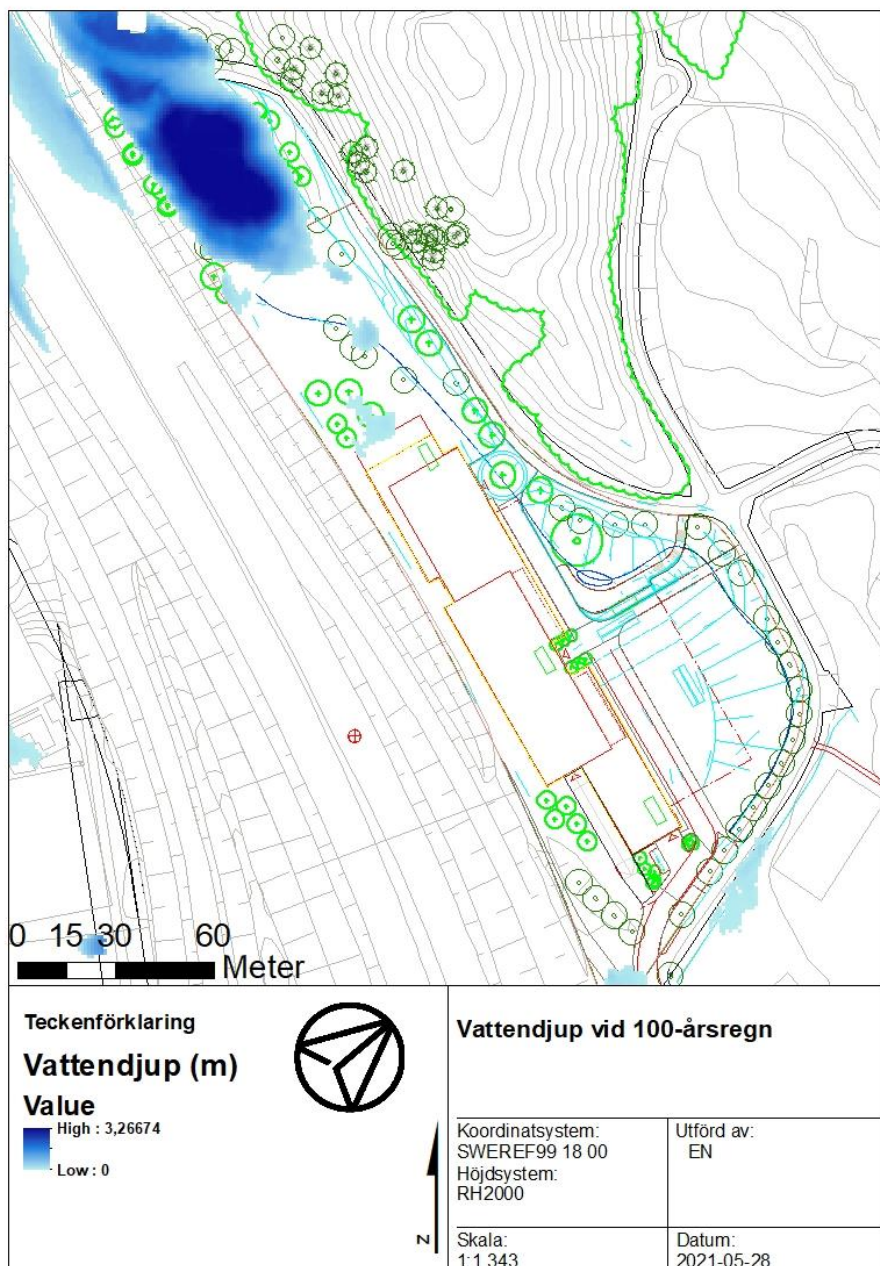 0 15 30 60
Meter
Teckenförklaring
Vattendjup (m)
Value
High : 3,26674
Low : 0
N
Vattendjup vid 100-årsregn
Koordinatsystem:
SWEREF99 18 00
Höjdsystem:
RH2000
Utförd av:
EN
Skala:
1:1 343
Datum:
2021-05-28